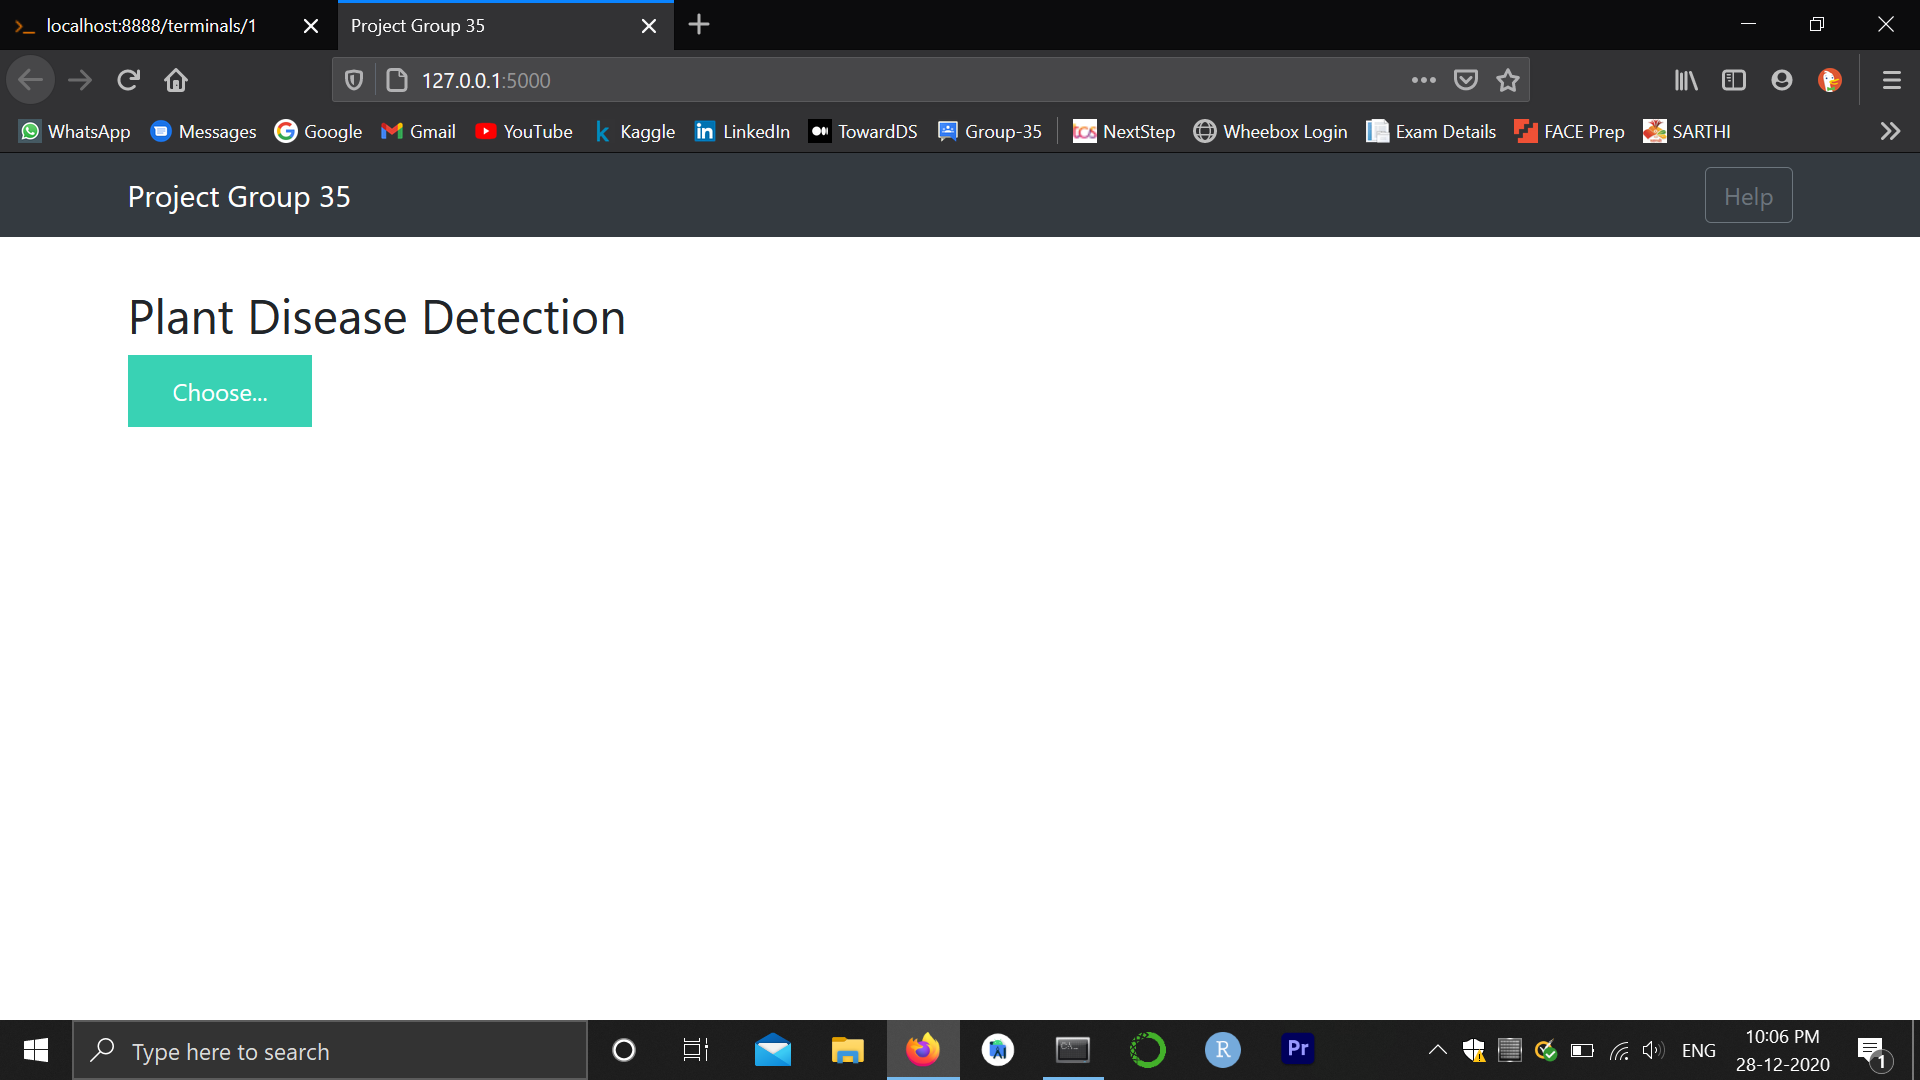 localhost:8888/terminals/1
Project Group 35
127.0.0.1:5000
WhatsApp Messages Google Gmail YouTube Kaggle LinkedIn TowardDS Group-35 NextStep Wheebox Login Exam Details FACE Prep SARTHI
Project Group 35
Help
Plant Disease Detection
Choose...
Type here to search
R
Pr
ENG
10:06 PM
28-12-2020
1